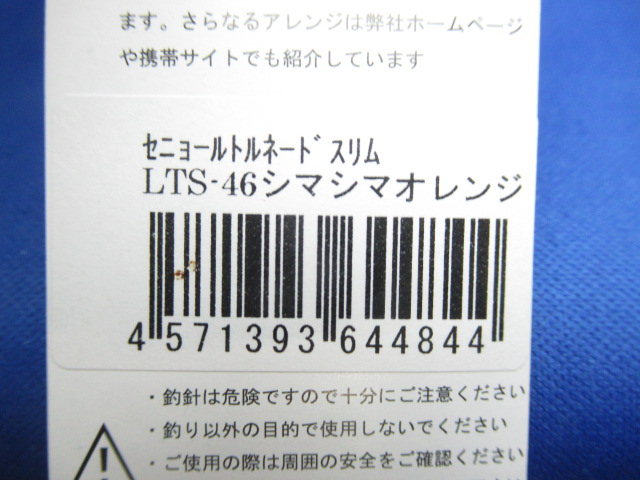 ます。さらなるアレンジは弊社ホームページ
や携帯サイトでも紹介しています
ｾﾆｮｰﾙﾄﾙﾈｰﾄﾞ ｽﾘﾑ
LTS-46シマシマオレンジ
4 571393 644844
・釣針は危険ですので十分にご注意ください
・釣り以外の目的で使用しないでください
・ご使用の際は周囲の安全をご確認ください